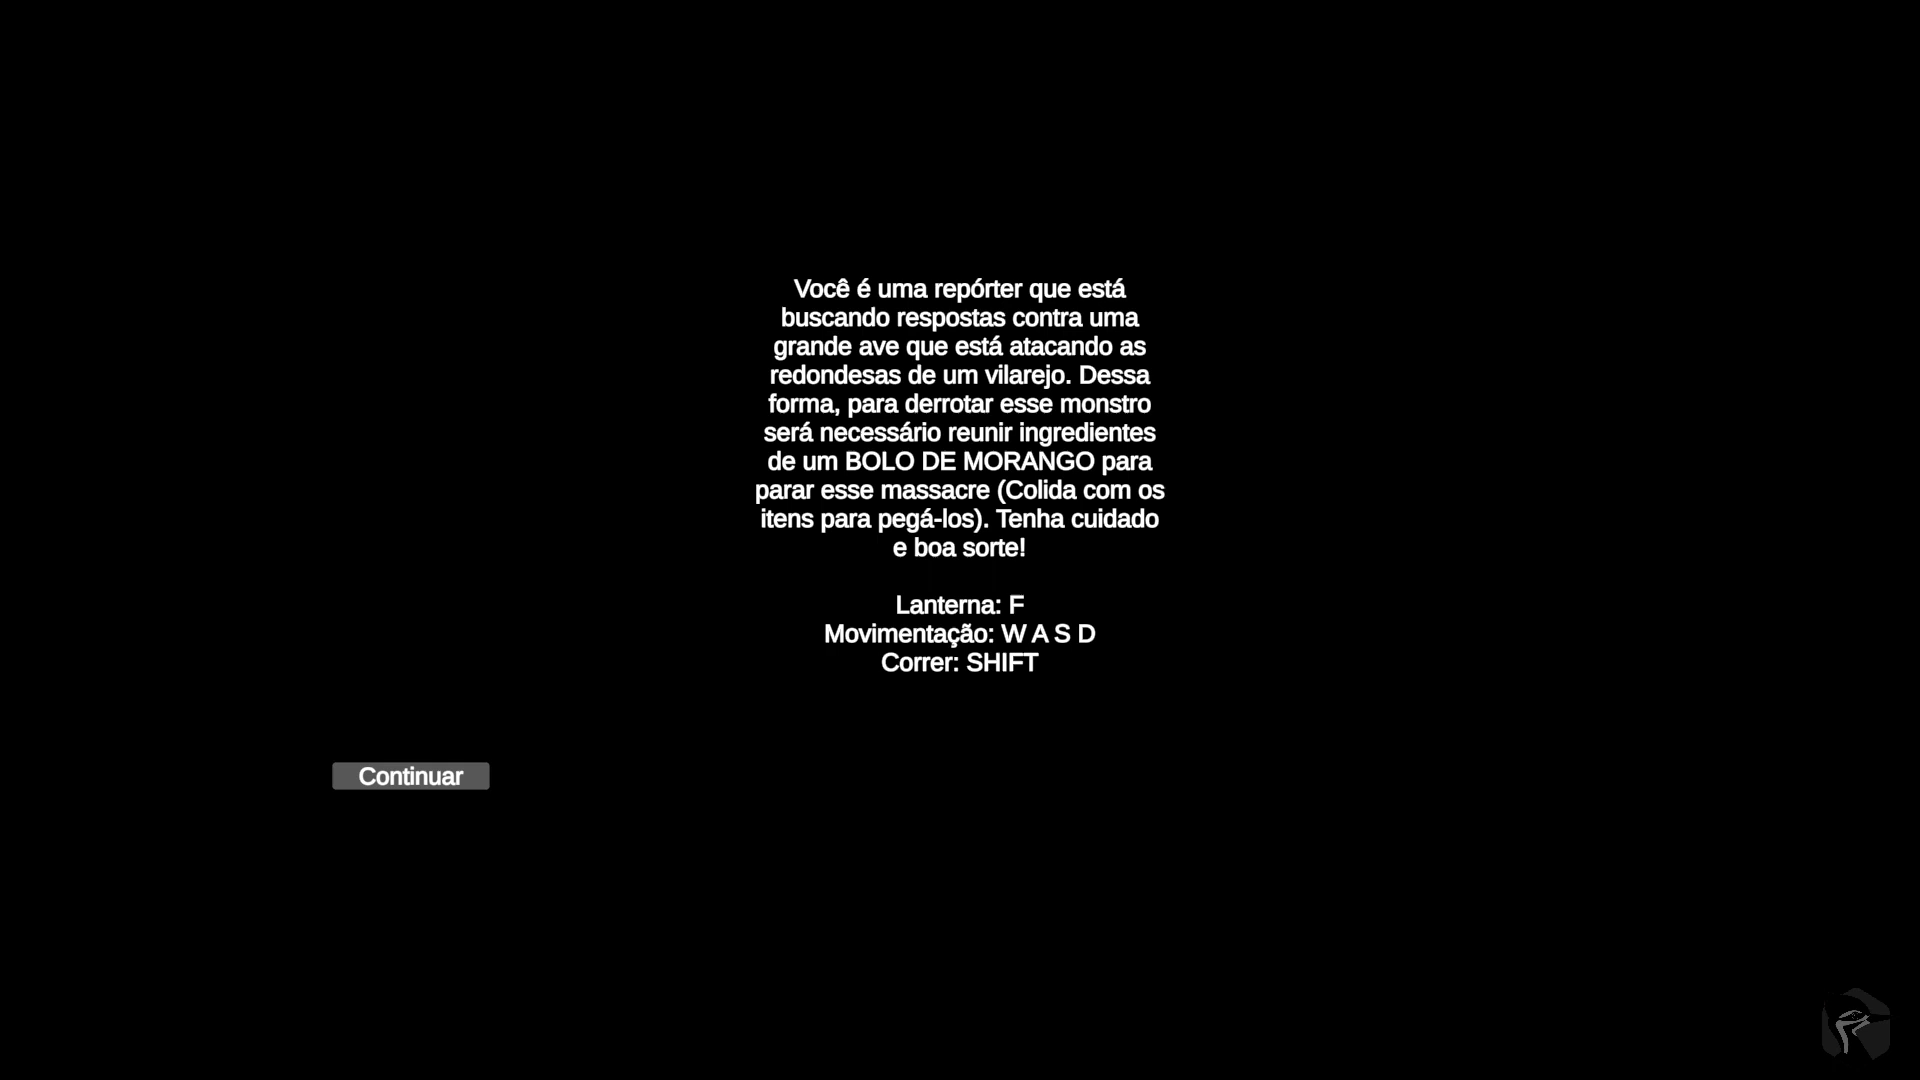 Você é uma repórter que está
buscando respostas contra uma
grande ave que está atacando as
redondesas de um vilarejo. Dessa
forma, para derrotar esse monstro
será necessário reunir ingredientes
de um BOLO DE MORANGO para
parar esse massacre (Colida com os
itens para pegá-los). Tenha cuidado
e boa sorte!
Lanterna: F
Movimentação: W A S D
Correr: SHIFT
Continuar